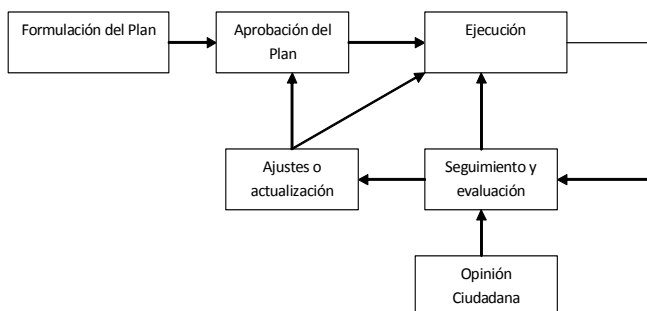 Formulación del Plan
Aprobación del
Plan
Ejecución
Ajustes o
actualización
Seguimiento y
evaluación
Opinión
Ciudadana